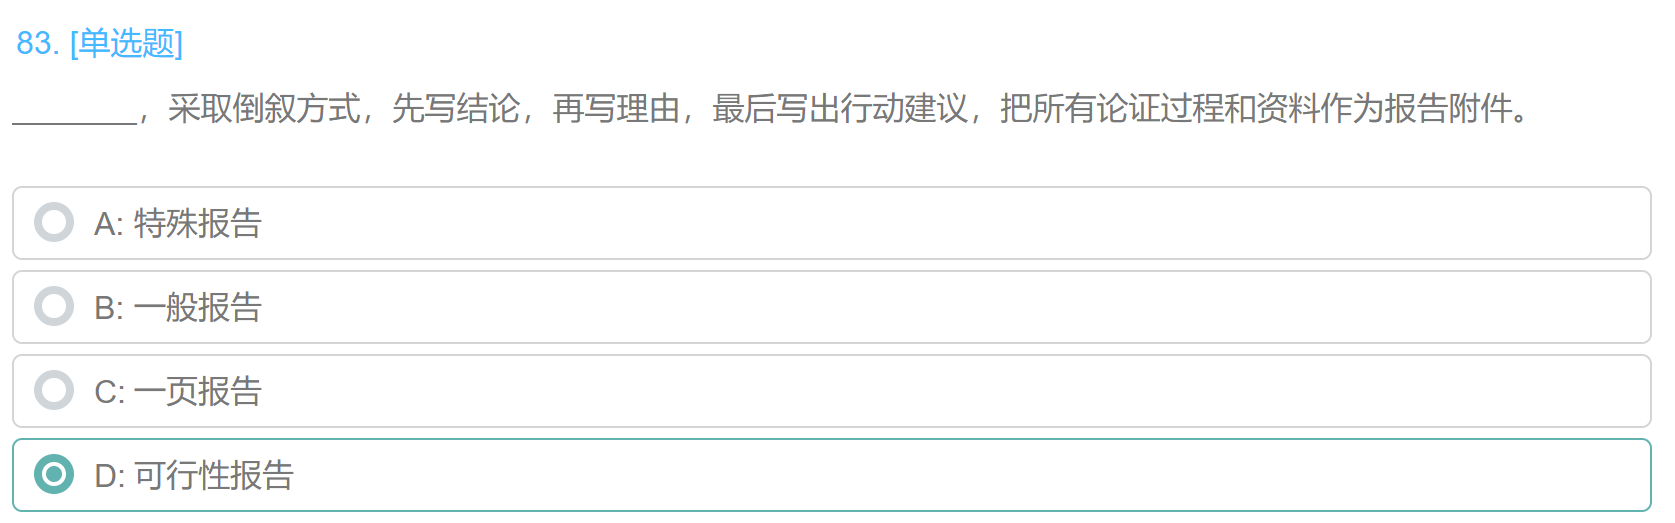 83. [单选题]
________，采取倒叙方式，先写结论，再写理由，最后写出行动建议，把所有论证过程和资料作为报告附件。
A: 特殊报告
B: 一般报告
C: 一页报告
D: 可行性报告